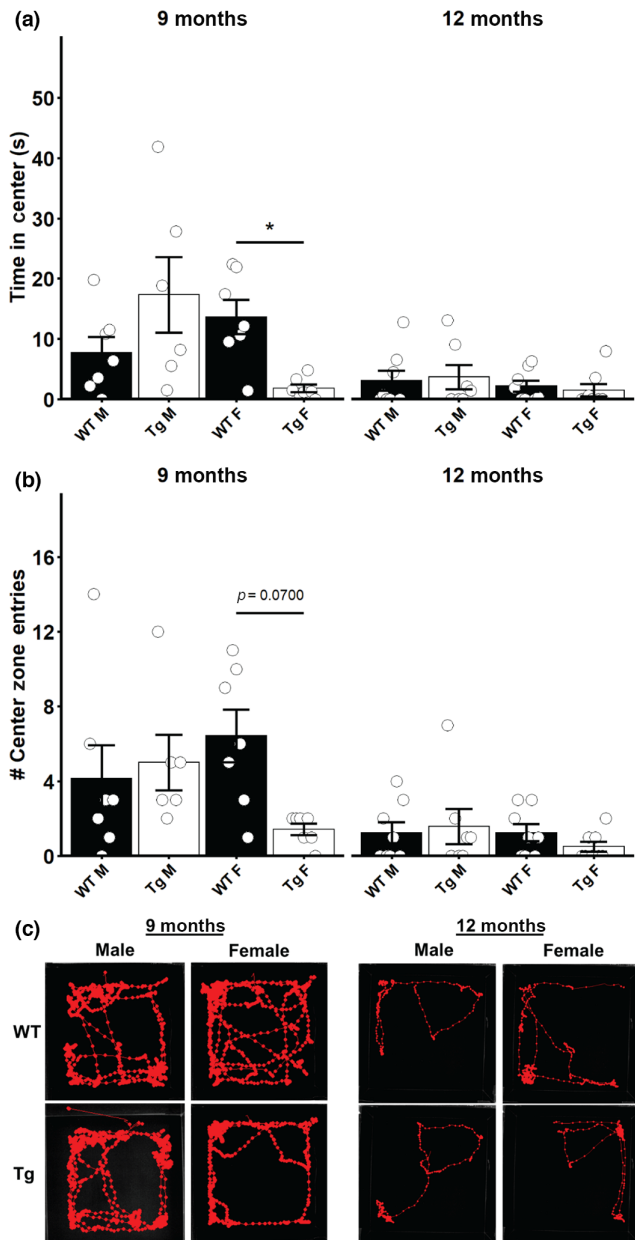 (a)
9 months
12 months
Time in center (s)
50
40
30
20
10
0
*
WT M
Tg M
WT F
Tg F
WT M
Tg M
WT F
Tg F
(b)
9 months
12 months
# Center zone entries
16
12
8
4
0
p = 0.0700
WT M
Tg M
WT F
Tg F
WT M
Tg M
WT F
Tg F
(c)
9 months
12 months
Male
Female
Male
Female
WT
Tg